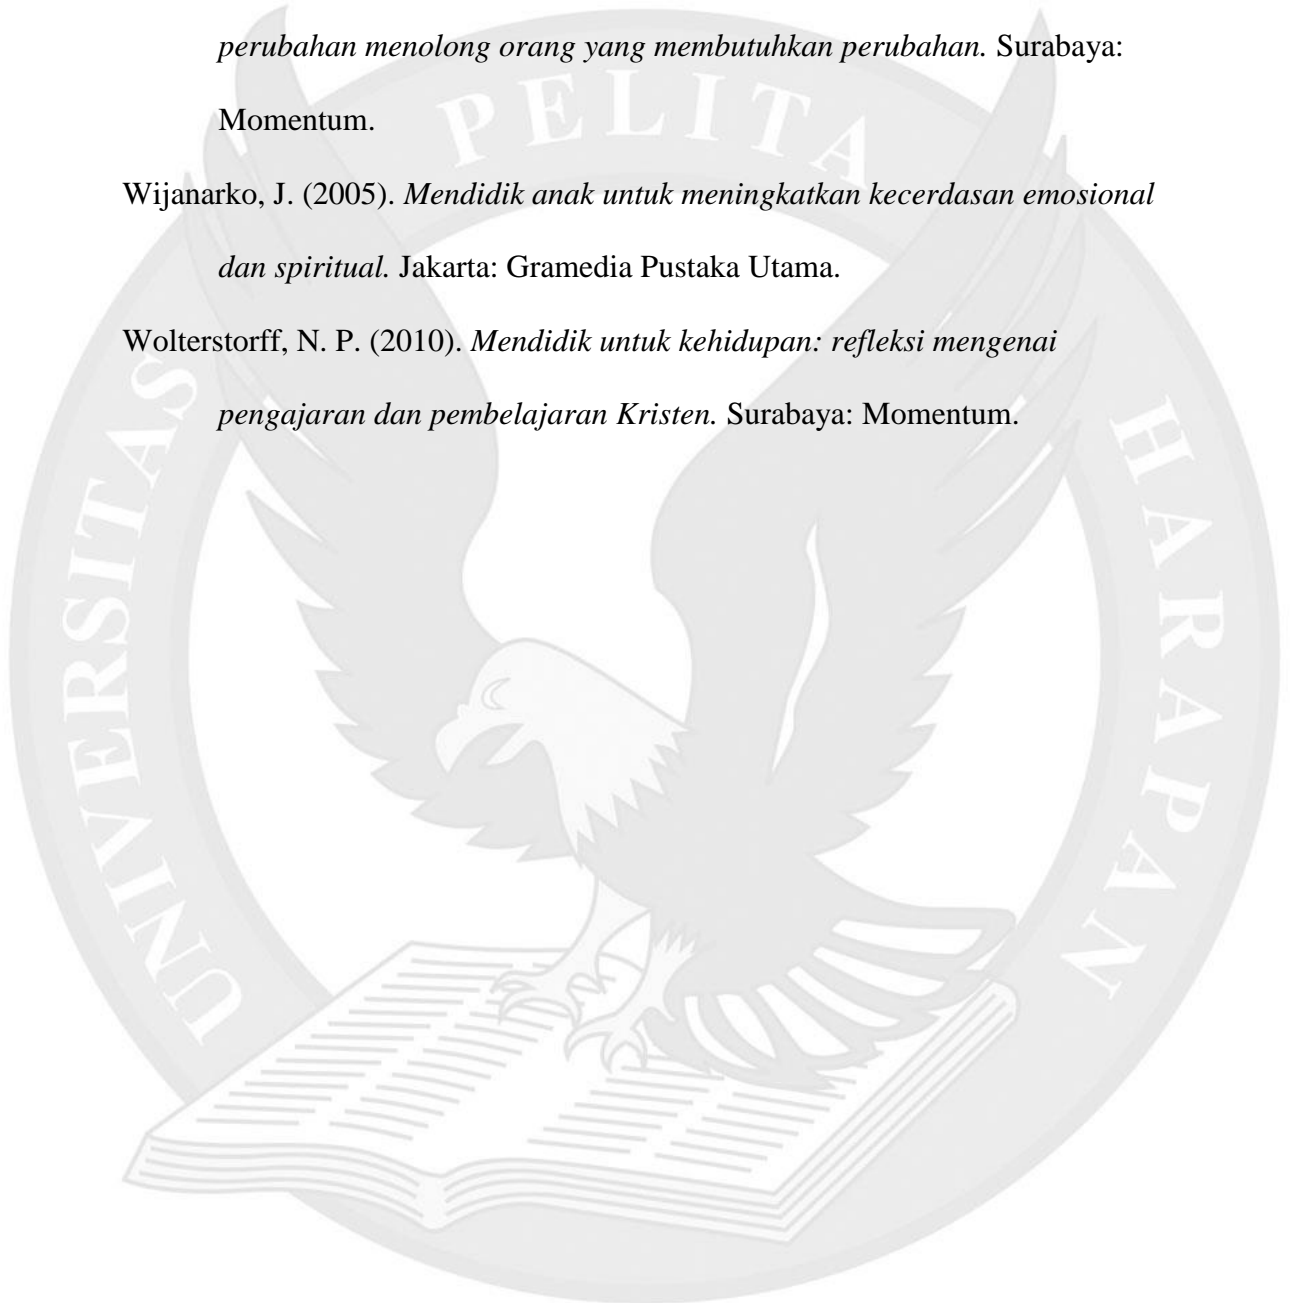 perubahan menolong orang yang membutuhkan perubahan. Surabaya:
Momentum.
Wijanarko, J. (2005). Mendidik anak untuk meningkatkan kecerdasan emosional
dan spiritual. Jakarta: Gramedia Pustaka Utama.
Wolterstorff, N. P. (2010). Mendidik untuk kehidupan: refleksi mengenai
pengajaran dan pembelajaran Kristen. Surabaya: Momentum.
UNIVERSITAS PELITA HARAPAN